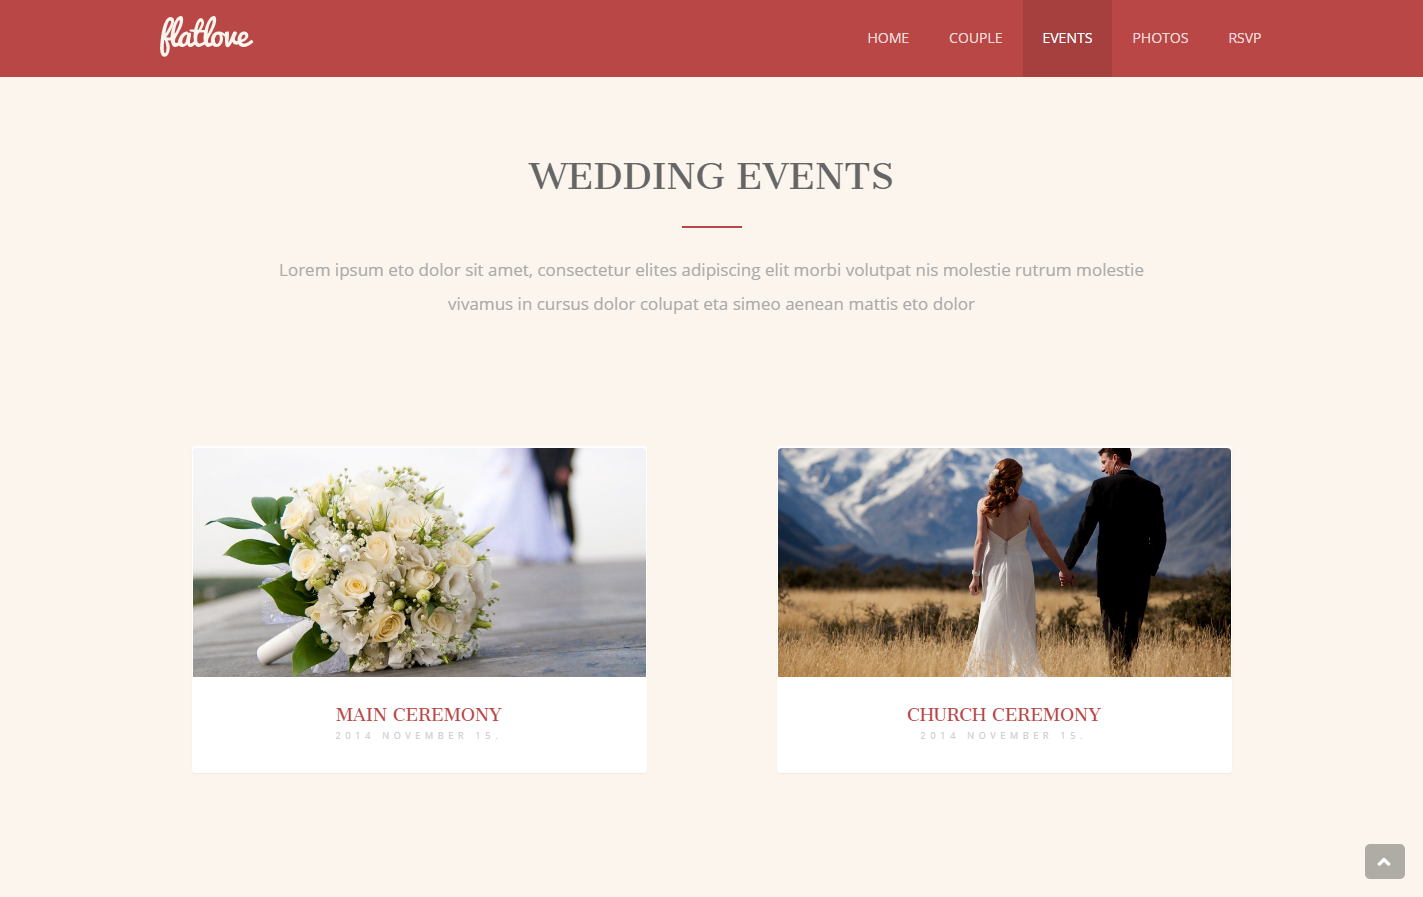 flatlove
HOME
COUPLE
EVENTS
PHOTOS
RSVP
WEDDING EVENTS
Lorem ipsum eto dolor sit amet, consectetur elites adipiscing elit morbi volutpat nis molestie rutrum molestie
vivamus in cursus dolor colupat eta simeo aenean mattis eto dolor
MAIN CEREMONY
2014 NOVEMBER 15.
CHURCH CEREMONY
2014 NOVEMBER 15.